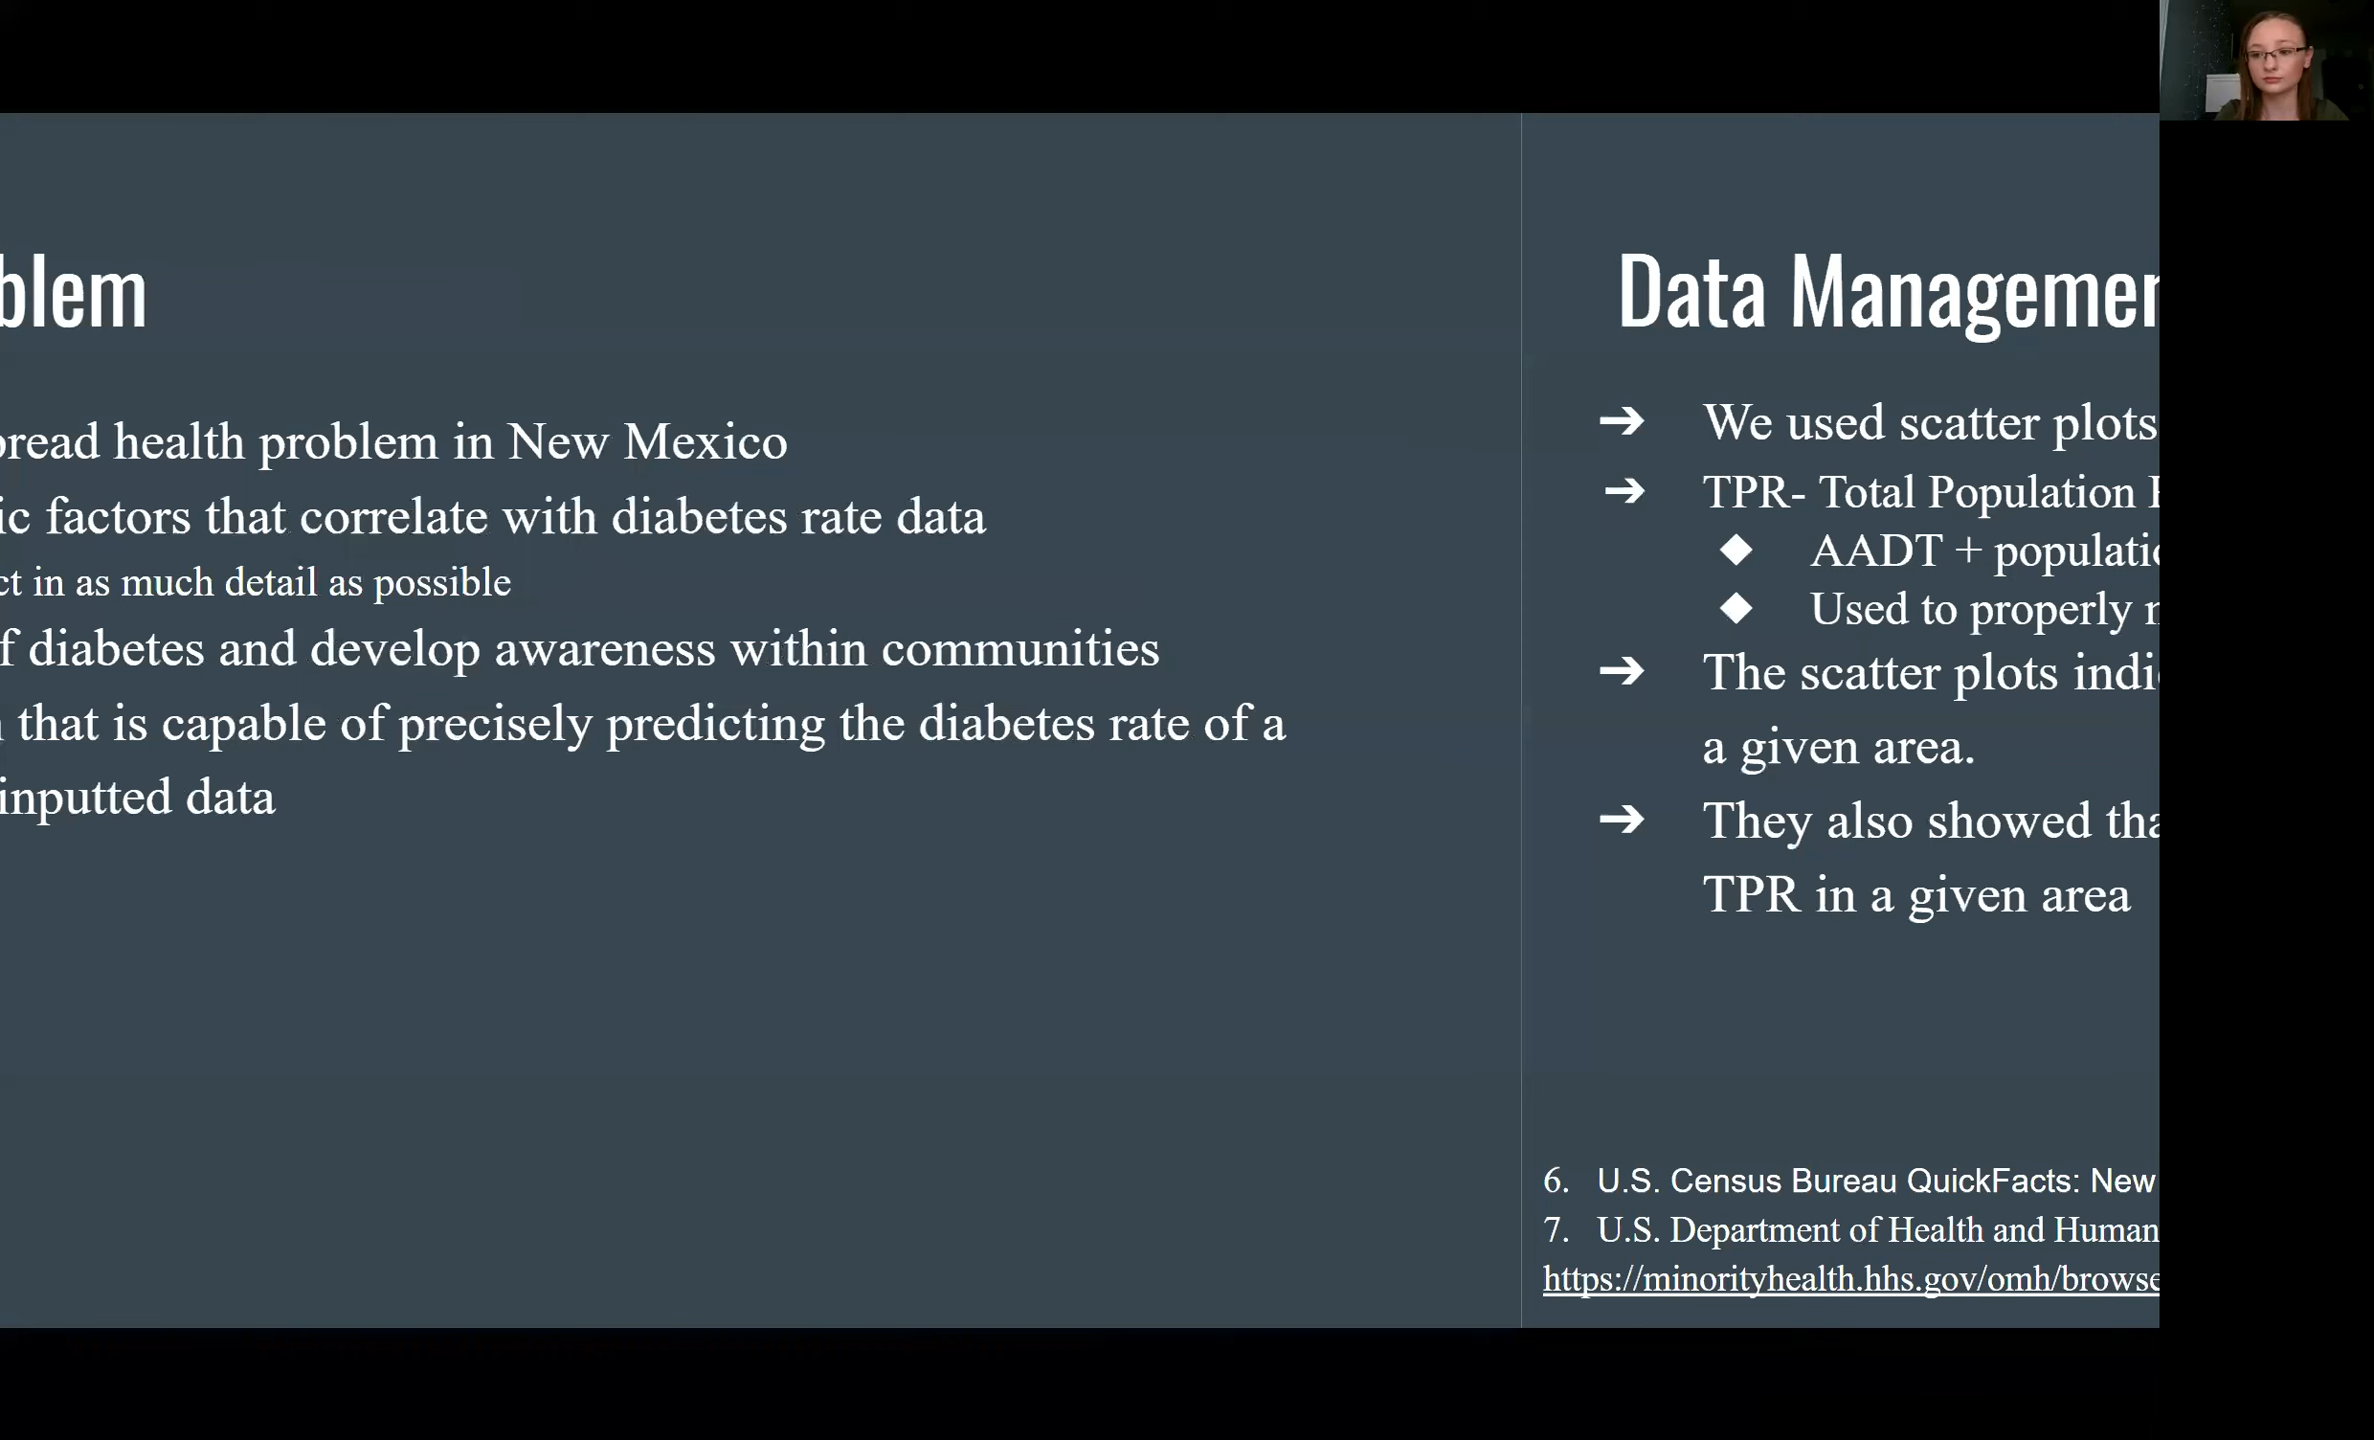 blem
pread health problem in New Mexico
ic factors that correlate with diabetes rate data
ct in as much detail as possible
f diabetes and develop awareness within communities
that is capable of precisely predicting the diabetes rate of a
inputted data
Data Managemen
We used scatter plots
TPR- Total Population
AADT + populatio
Used to properly
The scatter plots indi
a given area.
They also showed tha
TPR in a given area
6. U.S. Census Bureau QuickFacts: New
7. U.S. Department of Health and Human
https://minorityhealth.hhs.gov/omh/browse